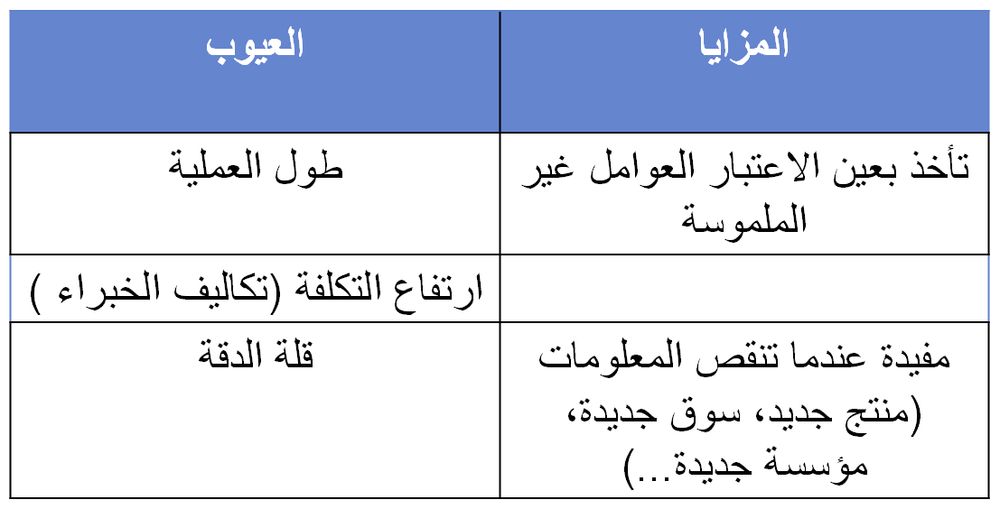 المزايا
العيوب
تأخذ بعين الاعتبار العوامل غير
الملموسة
طول العملية
ارتفاع التكلفة (تكاليف الخبراء )
مفيدة عندما تنقص المعلومات
(منتج جديد، سوق جديدة،
مؤسسة جديدة...)
قلة الدقة